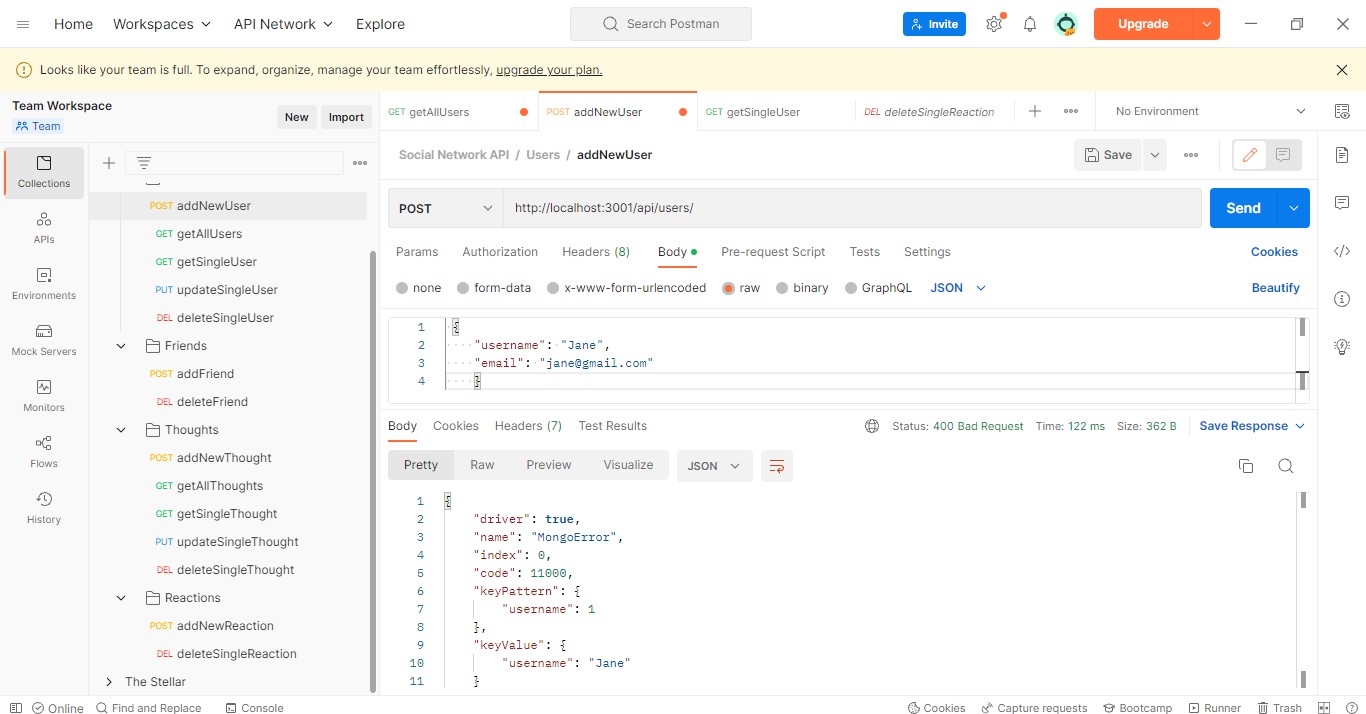 Home Workspaces API Network Explore Search Postman Invite Upgrade
Looks like your team is full. To expand, organize, manage your team effortlessly, upgrade your plan.
Team Workspace
Team
New Import
Collections
APIs
Environments
Mock Servers
Monitors
Flows
History
POST addNewUser
GET getAllUsers
GET getSingleUser
PUT updateSingleUser
DEL deleteSingleUser
Friends
POST addFriend
DEL deleteFriend
Thoughts
POST addNewThought
GET getAllThoughts
GET getSingleThought
PUT updateSingleThought
DEL deleteSingleThought
Reactions
POST addNewReaction
DEL deleteSingleReaction
The Stellar
GET getAllUsers POST addNewUser GET getSingleUser DEL deleteSingleReaction No Environment
Social Network API / Users / addNewUser Save
POST http://localhost:3001/api/users/ Send
Params Authorization Headers (8) Body Pre-request Script Tests Settings Cookies
none form-data x-www-form-urlencoded raw binary GraphQL JSON Beautify
1 {
2 "username": "Jane",
3 "email": "jane@gmail.com"
4 }
Body Cookies Headers (7) Test Results Status: 400 Bad Request Time: 122 ms Size: 362 B Save Response
Pretty Raw Preview Visualize JSON
1 {
2 "driver": true,
3 "name": "MongoError",
4 "index": 0,
5 "code": 11000,
6 "keyPattern": {
7 "username": 1
8 },
9 "keyValue": {
10 "username": "Jane"
11 }
Online Find and Replace Console Cookies Capture requests Bootcamp Runner Trash